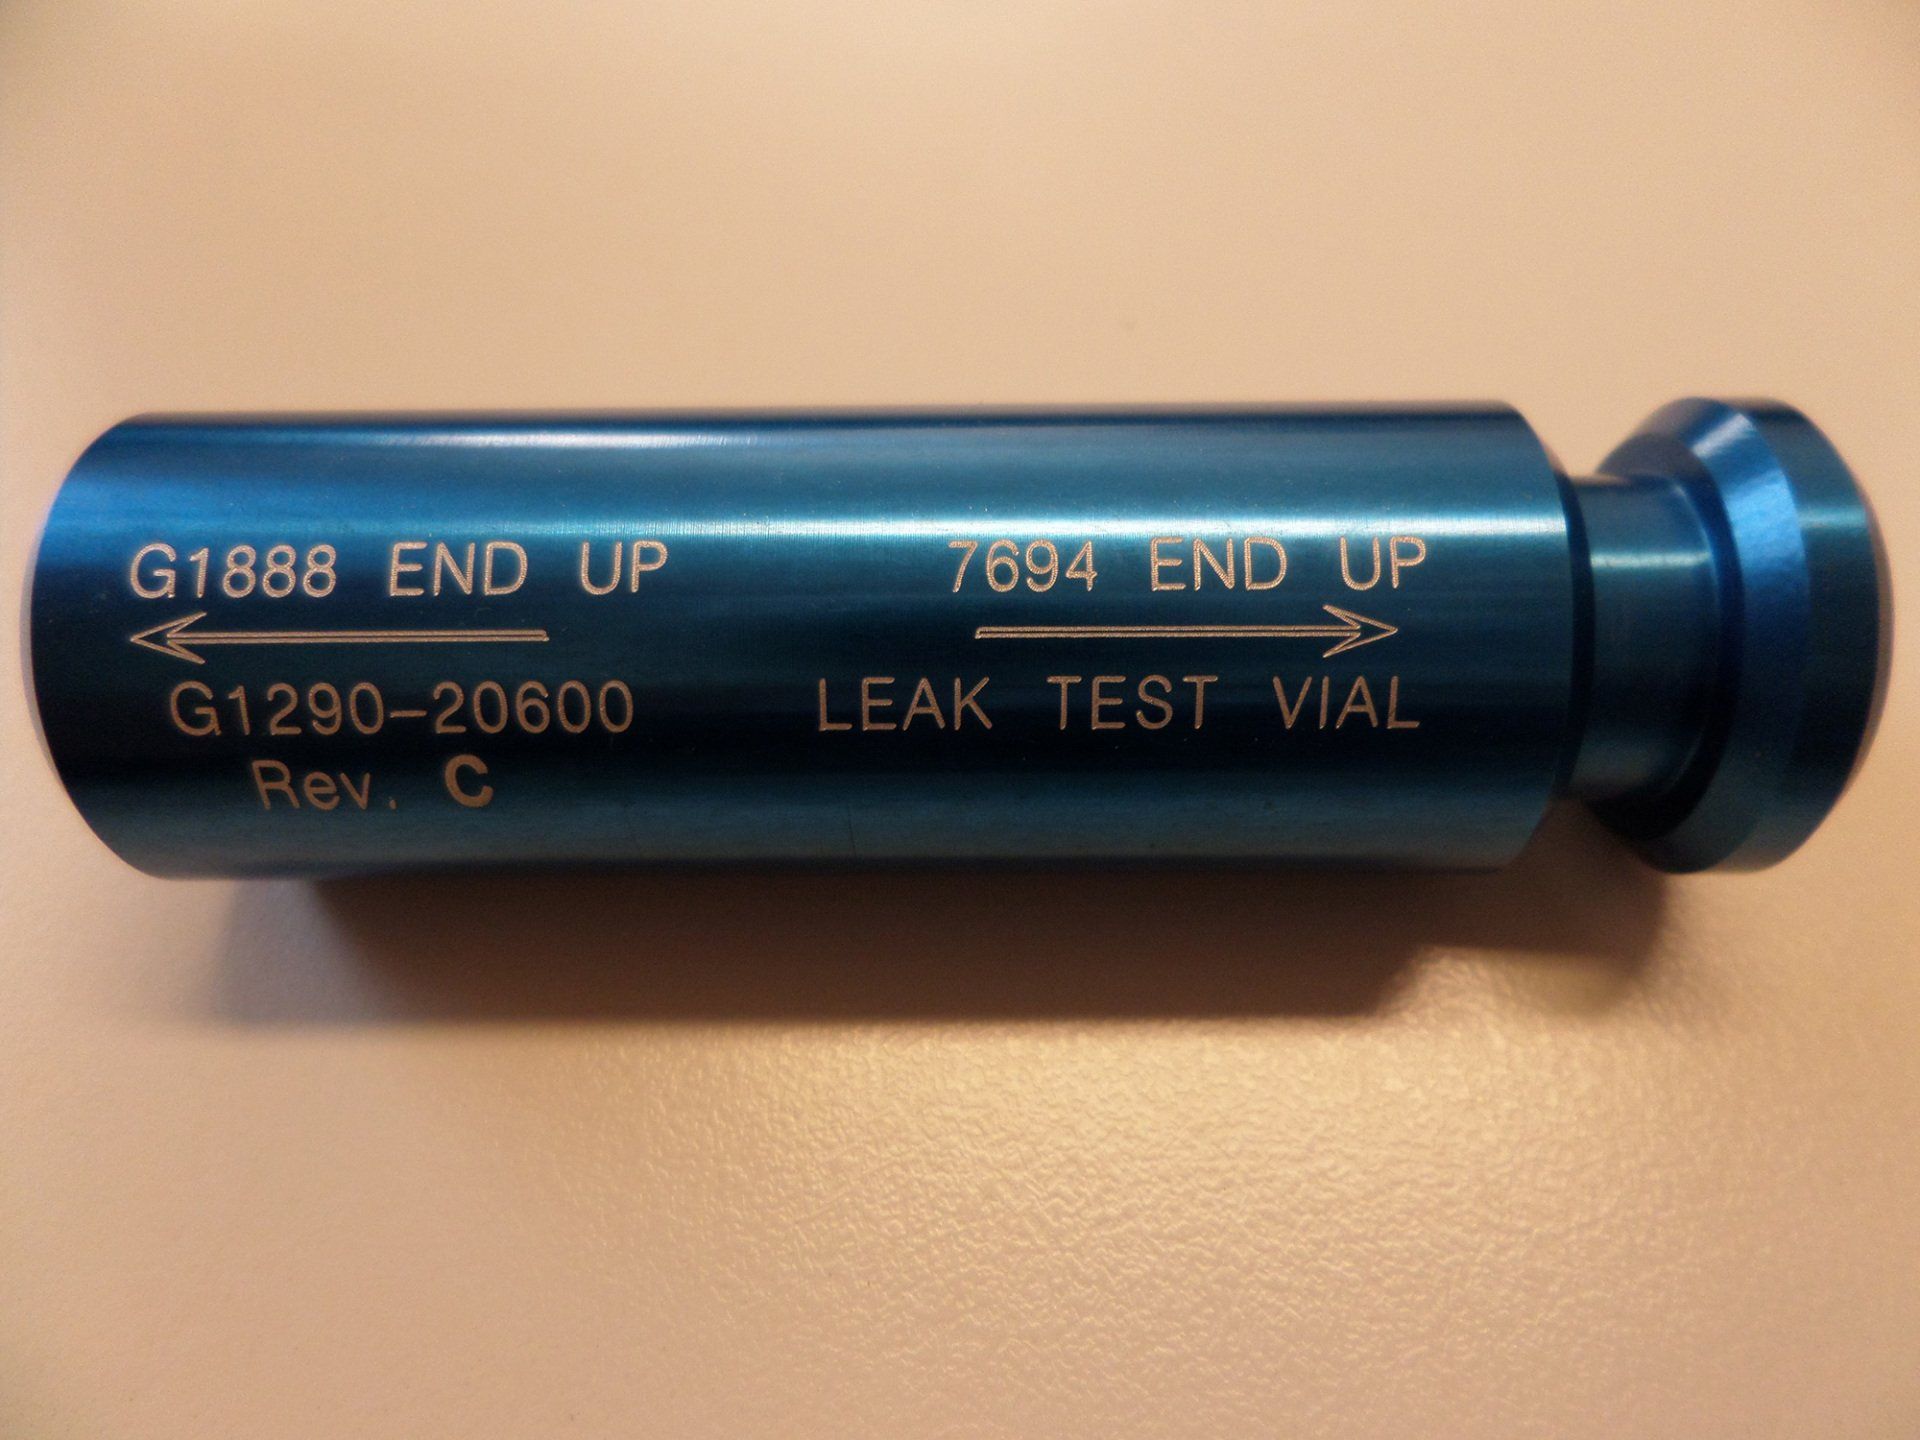 G1888 END UP
G1290-20600
Rev. C
7694 END UP
LEAK TEST VIAL